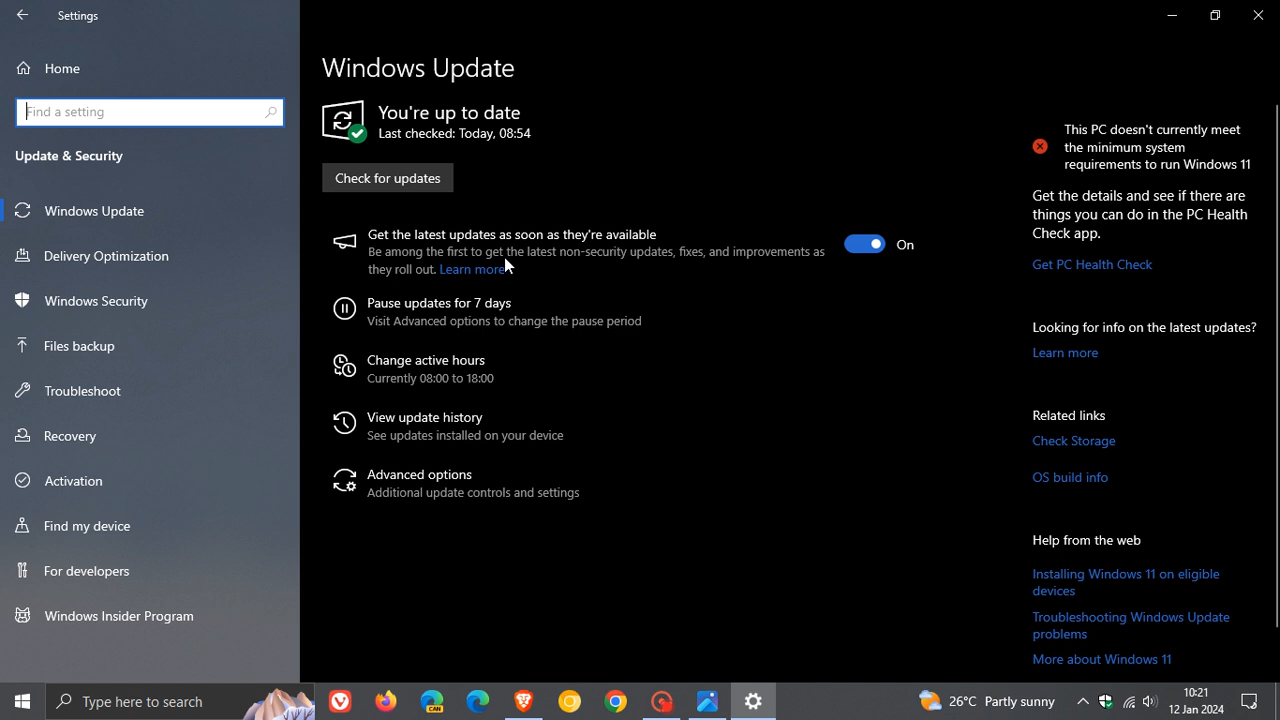 Settings
Home
Find a setting
Update & Security
Windows Update
Delivery Optimization
Windows Security
Files backup
Troubleshoot
Recovery
Activation
Find my device
For developers
Windows Insider Program
Windows Update
You're up to date
Last checked: Today, 08:54
Check for updates
Get the latest updates as soon as they're available
Be among the first to get the latest non-security updates, fixes, and improvements as
they roll out. Learn more
On
Pause updates for 7 days
Visit Advanced options to change the pause period
Change active hours
Currently 08:00 to 18:00
View update history
See updates installed on your device
Advanced options
Additional update controls and settings
This PC doesn't currently meet
the minimum system
requirements to run Windows 11
Get the details and see if there are
things you can do in the PC Health
Check app.
Get PC Health Check
Looking for info on the latest updates?
Learn more
Related links
Check Storage
OS build info
Help from the web
Installing Windows 11 on eligible
devices
Troubleshooting Windows Update
problems
More about Windows 11
Type here to search
CAN
26°C Partly sunny
10:21
12 Jan 2024